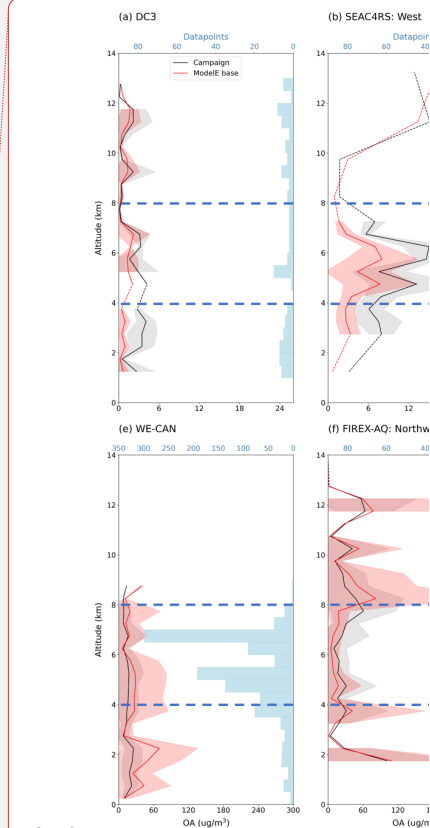 (a) DC3
(b) SEAC4RS: West
Datapoints
80 60 40 20 0
80
40
Campaign
ModelE base
14
12
10
8
6
4
2
0
Altitude (km)
0 6 12 18 24 26
14
12
10
8
6
4
2
0
0 6 12
(e) WE-CAN
(f) FIREX-AQ: Northw
350 300 250 200 150 100 50 0
80 60 40
14
12
10
8
6
4
2
0
Altitude (km)
0 60 120 180 240 300
OA (ug/m³)
14
12
10
8
6
4
2
0
0 60 120
OA (ug/m³)